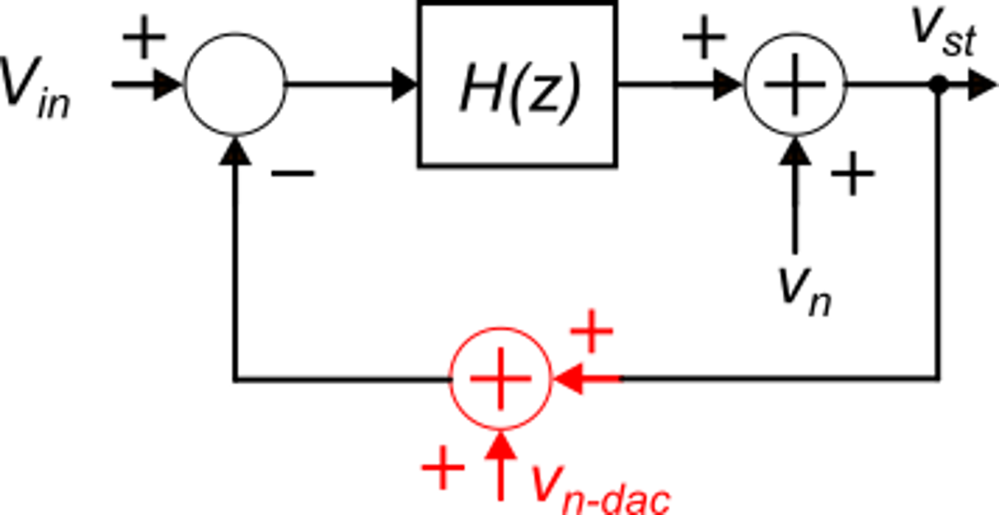 + + v_st
V_in H(z) +
− +
v_n
+
+
+ v_n-dac